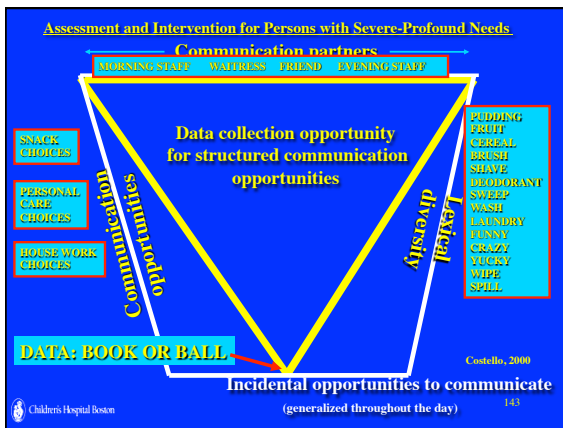 Assessment and Intervention for Persons with Severe-Profound Needs
Communication partners
MORNING STAFF WAITRESS FRIEND EVENING STAFF
Data collection opportunity
for structured communication
opportunities
SNACK
CHOICES
PERSONAL
CARE
CHOICES
HOUSE WORK
CHOICES
Communication
opportunities
Lexical
diversity
PUDDING
FRUIT
CEREAL
BRUSH
SHAVE
DEODORANT
SWEEP
WASH
LAUNDRY
FUNNY
CRAZY
YUCKY
WIPE
SPILL
DATA: BOOK OR BALL
Costello, 2000
Incidental opportunities to communicate
(generalized throughout the day)
143
Children's Hospital Boston